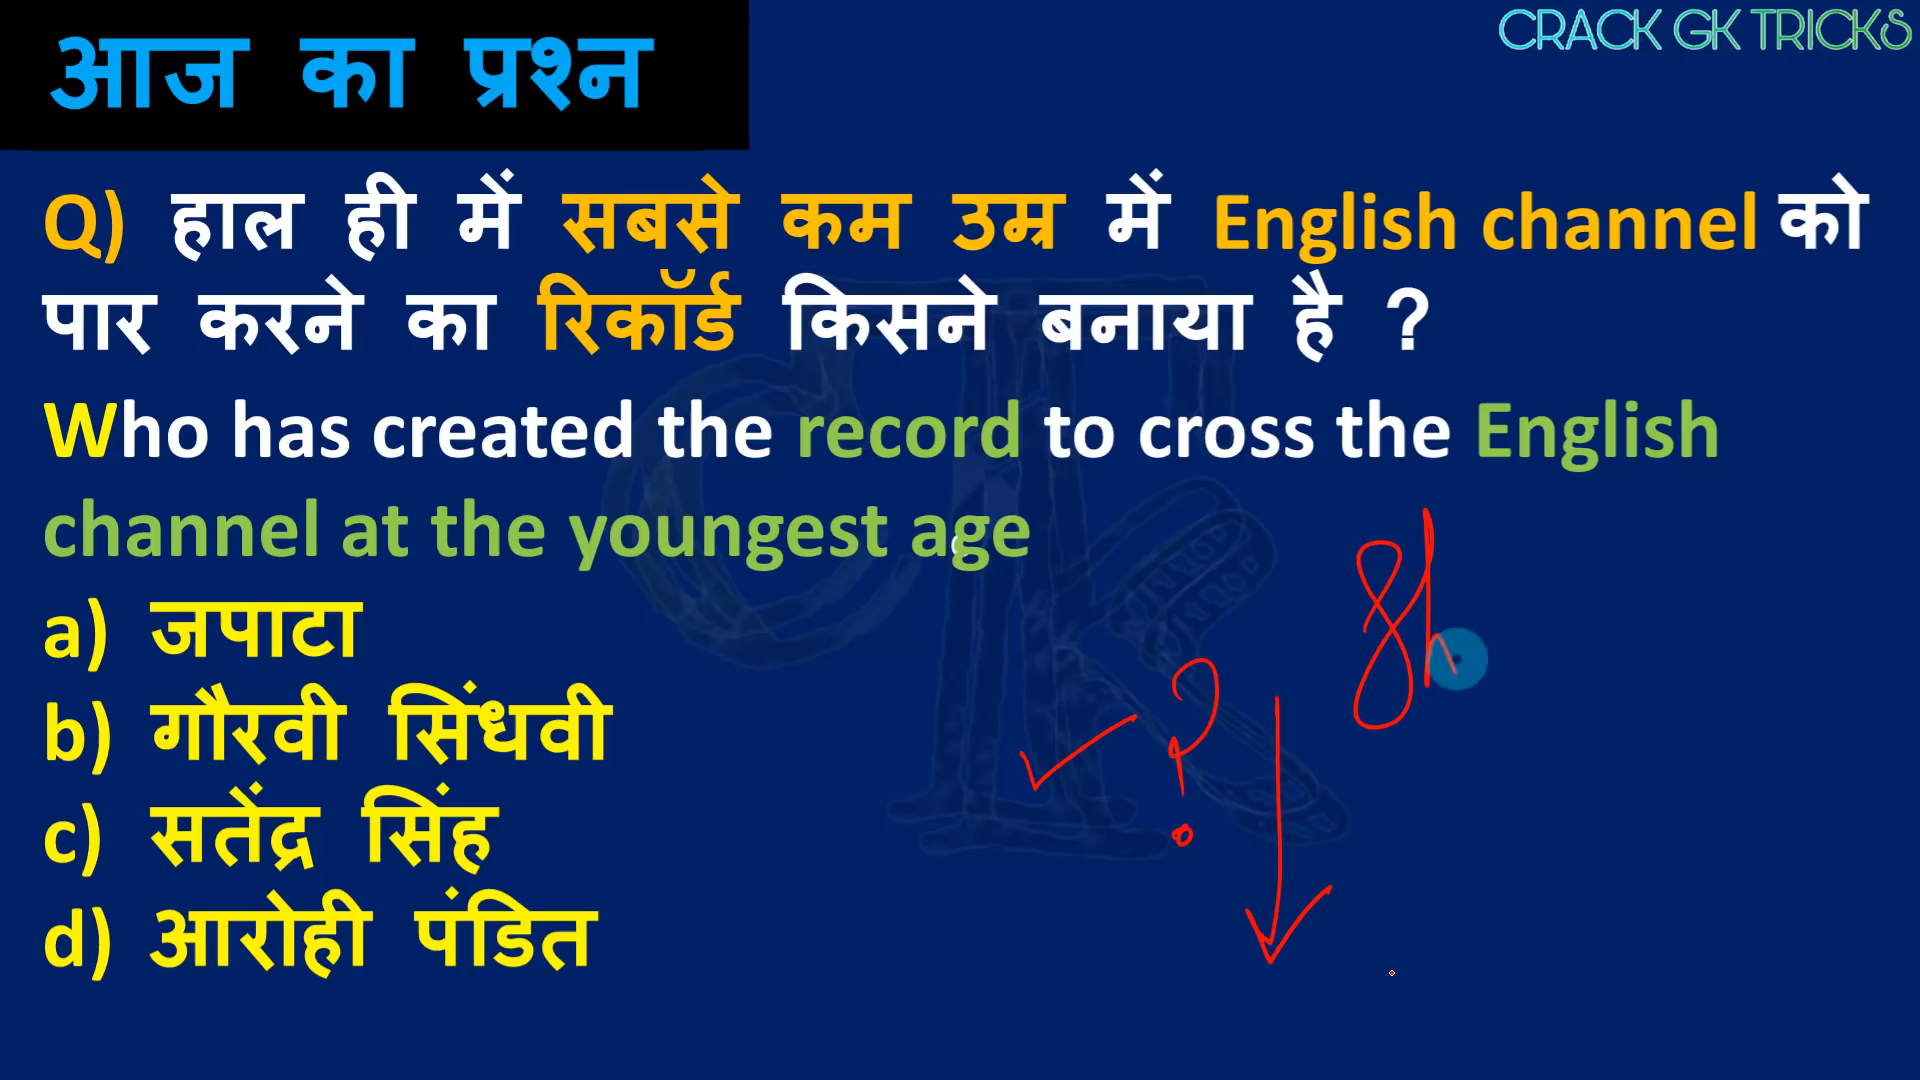 आज का प्रश्न
CRACK GK TRICKS
Q) हाल ही में सबसे कम उम्र में English channel को
पार करने का रिकॉर्ड किसने बनाया है ?
Who has created the record to cross the English
channel at the youngest age
a) जपाटा
b) गौरवी सिंधवी
c) सतेंद्र सिंह
d) आरोही पंडित
?
8h